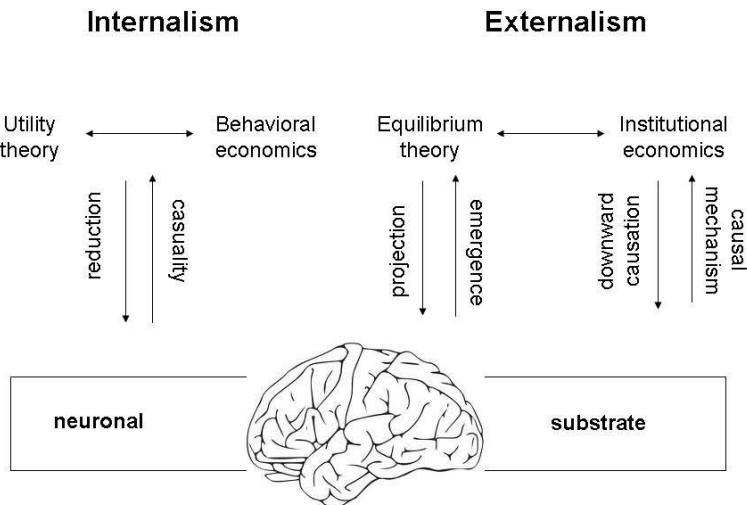 Internalism
Externalism
Utility
theory
Behavioral
economics
Equilibrium
theory
Institutional
economics
reduction
casuality
projection
emergence
downward
causation
causal
mechanism
neuronal
substrate